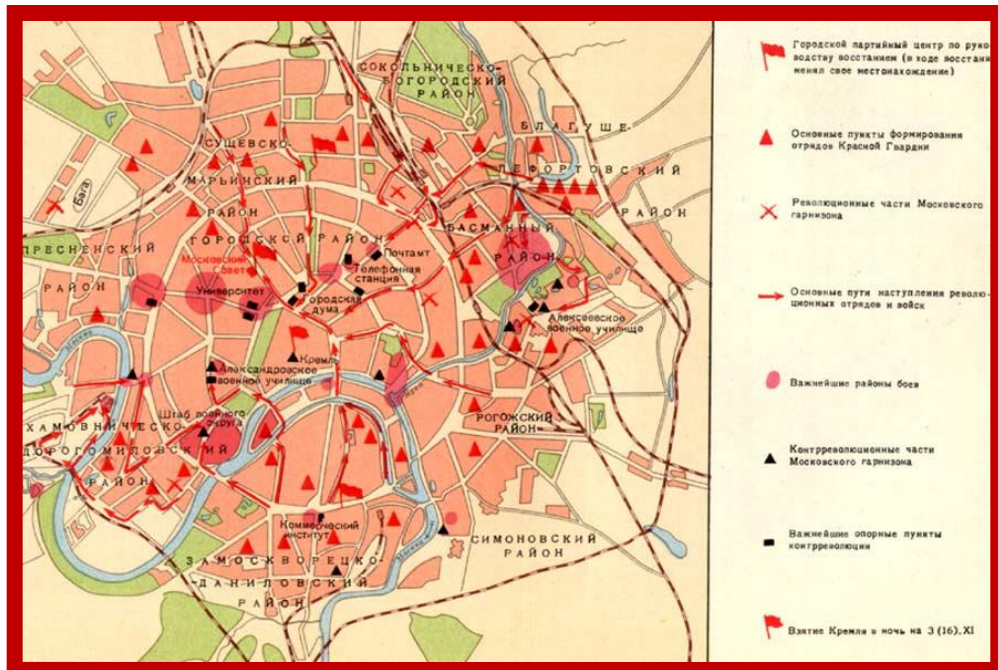 СОКОЛЬНИЧЕСКО-
БОГОРОДСКИЙ
РАЙОН
БЛАГУШЕ-
ЛЕФОРТОВСКИЙ
РАЙОН
СУЩЕВСКО-
МАРЬИНСКИЙ
РАЙОН
Бега
ПРЕСНЕНСКИЙ
РАЙОН
ГОРОДСКОЙ РАЙОН
БАСМАННЫЙ
РАЙОН
Московский
Совет
Почтамт
Телефонная
станция
Университет
Городская
дума
Алексеевское
военное училище
Кремль
Александровское
военное училище
Штаб военного
округа
ХАМОВНИЧЕСКО-
ДОРОГОМИЛОВСКИЙ
РАЙОН
РОГОЖСКИЙ
РАЙОН
Коммерческий
институт
СИМОНОВСКИЙ
РАЙОН
ЗАМОСКВОРЕЦКО-
ДАНИЛОВСКИЙ
РАЙОН
Городской партийный центр по руко-
водству восстанием (в ходе восстани
менял свое местонахождение)
Основные пункты формирования
отрядов Красной Гвардии
Революционные части Московского
гарнизона
Основные пути наступления револю-
ционных отрядов и войск
Важнейшие районы боев
Контрреволюционные части
Московского гарнизона
Важнейшие опорные пункты
контрреволюции
Взятие Кремля в ночь на 3 (16). XI